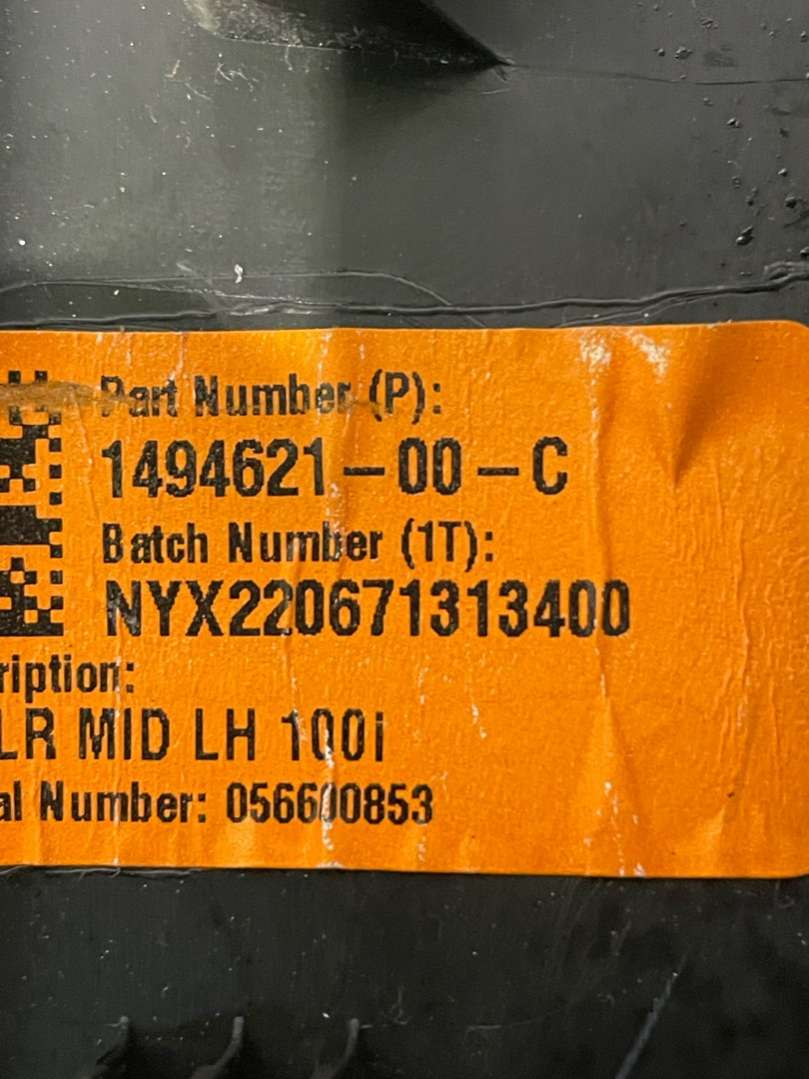 Part Number (P):
1494621-00-C
Batch Number (1T):
NYX220671313400
ription:
LR MID LH 100i
al Number: 056600853